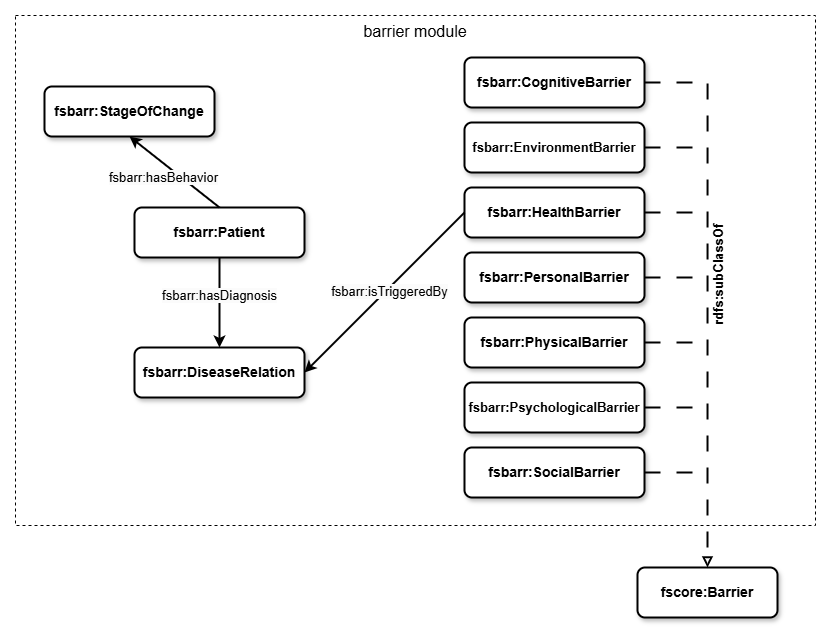 barrier module
fsbarr:CognitiveBarrier
fsbarr:StageOfChange
fsbarr:EnvironmentBarrier
fsbarr:hasBehavior
fsbarr:HealthBarrier
fsbarr:Patient
rdfs:subClassOf
fsbarr:PersonalBarrier
fsbarr:hasDiagnosis
fsbarr:isTriggeredBy
fsbarr:PhysicalBarrier
fsbarr:DiseaseRelation
fsbarr:PsychologicalBarrier
fsbarr:SocialBarrier
fscore:Barrier